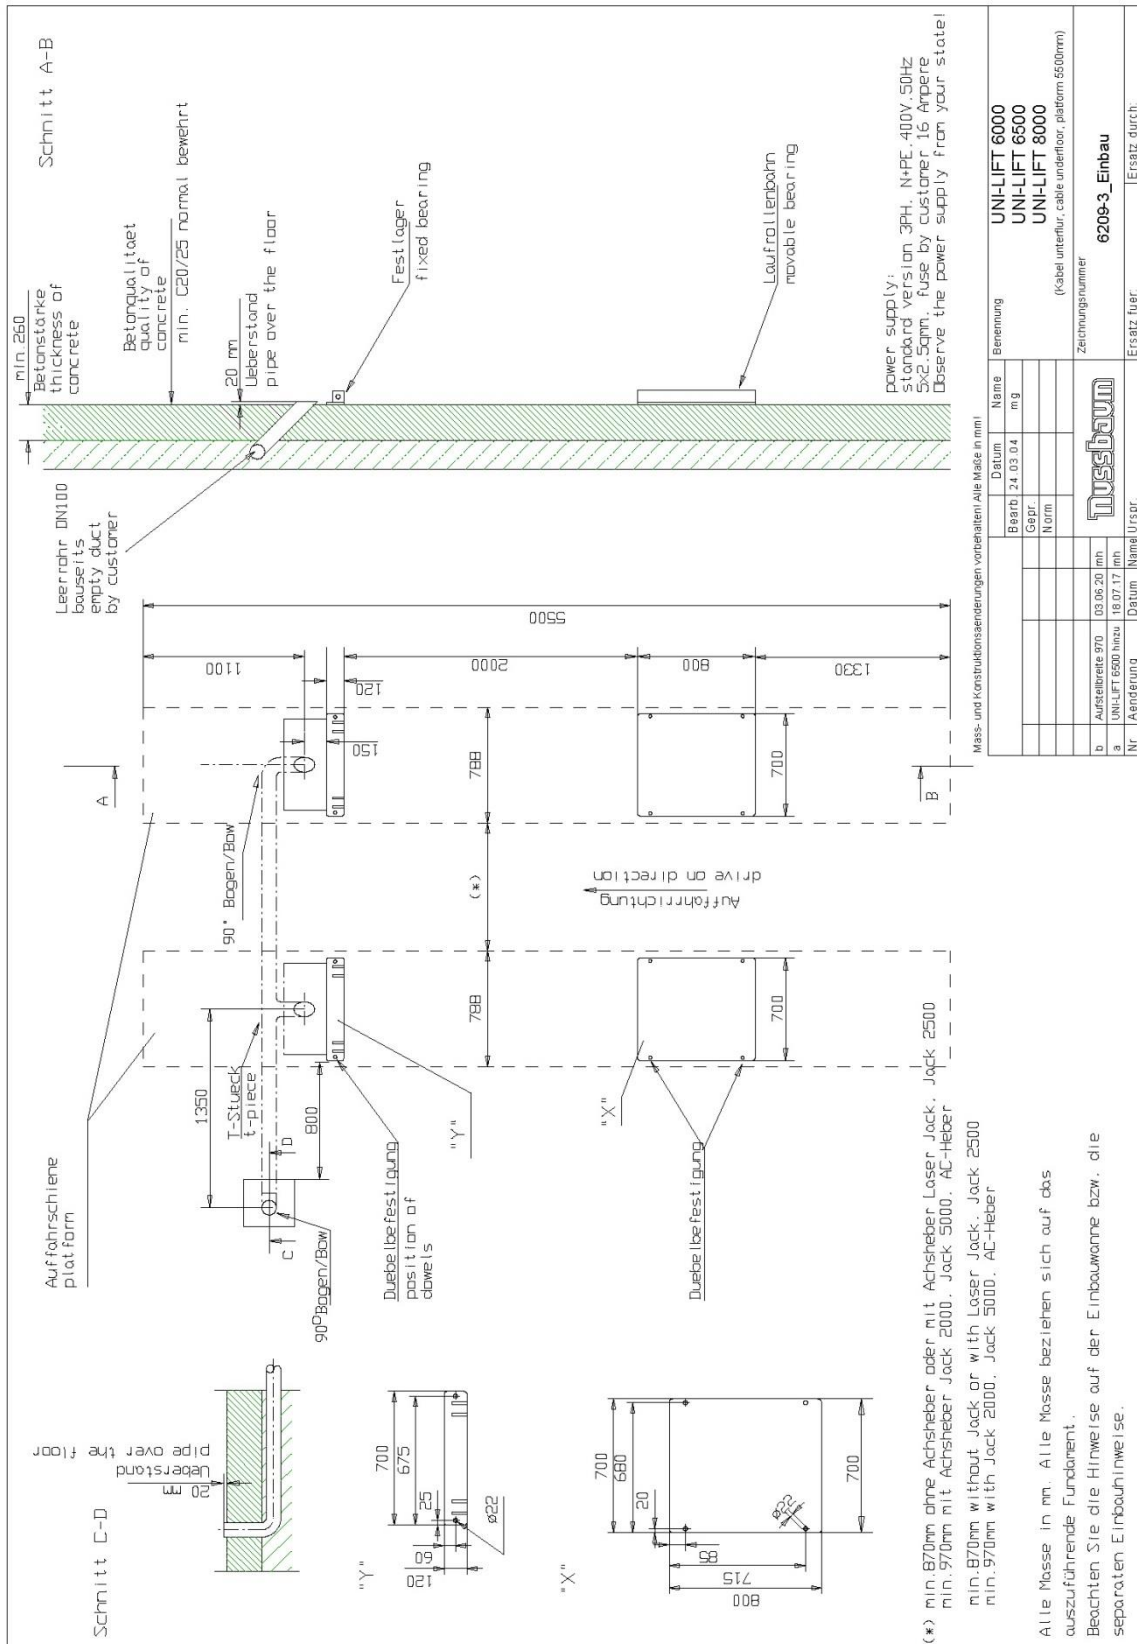 Schnitt C-D
20 mm
Ueberstand
pipe over the floor
Auffahrschiene
platform
1350
T-Stueck
t-piece
800
C
D
90°Bogen/Bow
90° Bogen/Bow
A
B
Duebelbefestigung
position of
dowels
"Y"
"X"
Duebelbefestigung
788
(*)
788
150
120
1100
2000
800
1330
5500
700
700
Auffahrrichtung
drive on direction
Leerrohr DN100
bauseits
empty duct
by customer
Schnitt A-B
min.260
Betonstärke
thickness of
concrete
Betonqualitaet
quality of
concrete
min. C20/25 normal bewehrt
20 mm
Ueberstand
pipe over the floor
Festlager
fixed bearing
Laufrollenbahn
movable bearing
power supply:
standard version 3PH, N+PE, 400V, 50HZ
5x2.5qmm, fuse by customer 16 Ampere
Observe the power supply from your state!
"Y"
700
675
25
60
120
ø22
"X"
700
680
20
ø22
85
715
800
700
(*) min.870mm ohne Achsheber oder mit Achsheber Laser Jack, Jack 2500
min.970mm mit Achsheber Jack 2000, Jack 5000, AC-Heber
min.870mm without Jack or with Laser Jack, Jack 2500
min.970mm with Jack 2000, Jack 5000, AC-Heber
Alle Masse in mm. Alle Masse beziehen sich auf das
auszuführende Fundament.
Beachten Sie die Hinweise auf der Einbauwanne bzw. die
separaten Einbauhinweise.
Mass- und Konstruktionsaenderungen vorbehalten! Alle Maße in mm!
Datum Name
Bearb. 24.03.04 mg
Gepr.
Norm
Benennung
UNI-LIFT 6000
UNI-LIFT 6500
UNI-LIFT 8000
(Kabel unterflur, cable underfloor, platform 5500mm)
Nussbaum
Zeichnungsnummer
6209-3_Einbau
b Aufstellbreite 970 03.06.20 mh
a UNI-LIFT 6500 hinzu 18.07.17 mh
Nr. Aenderung Datum Name Urspr. Ersatz fuer: Ersatz durch: